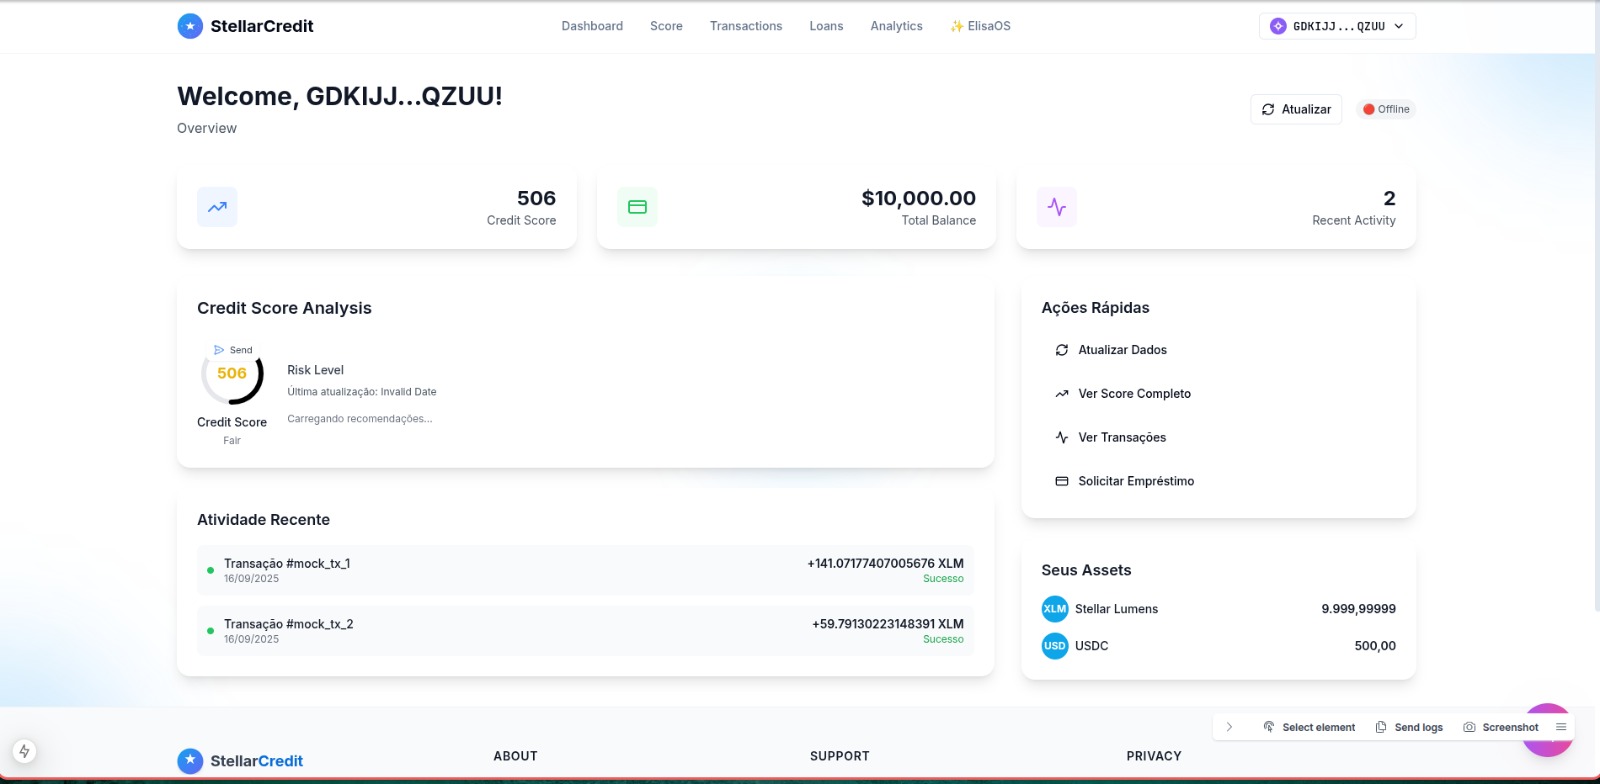 StellarCredit
Dashboard Score Transactions Loans Analytics ✨ ElisaOS
GDKIJJ...QZUU
Welcome, GDKIJJ...QZUU!
Overview
Atualizar
Offline
506
Credit Score
$10,000.00
Total Balance
2
Recent Activity
Credit Score Analysis
Send
506
Credit Score
Fair
Risk Level
Última atualização: Invalid Date
Carregando recomendações...
Ações Rápidas
Atualizar Dados
Ver Score Completo
Ver Transações
Solicitar Empréstimo
Atividade Recente
Transação #mock_tx_1
16/09/2025
+141.07177407005676 XLM
Sucesso
Transação #mock_tx_2
16/09/2025
+59.79130223148391 XLM
Sucesso
Seus Assets
XLM Stellar Lumens 9.999,99999
USD USDC 500,00
Select element Send logs Screenshot
StellarCredit
ABOUT
SUPPORT
PRIVACY